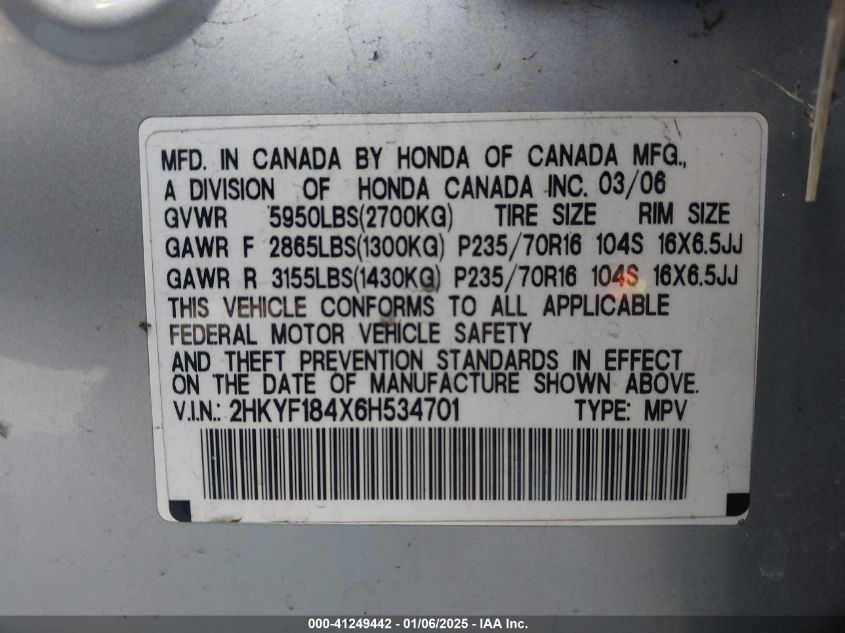 MFD. IN CANADA BY HONDA OF CANADA MFG.,
A DIVISION OF HONDA CANADA INC. 03/06
GVWR 5950LBS(2700KG) TIRE SIZE RIM SIZE
GAWR F 2865LBS(1300KG) P235/70R16 104S 16X6.5JJ
GAWR R 3155LBS(1430KG) P235/70R16 104S 16X6.5JJ
THIS VEHICLE CONFORMS TO ALL APPLICABLE
FEDERAL MOTOR VEHICLE SAFETY
AND THEFT PREVENTION STANDARDS IN EFFECT
ON THE DATE OF MANUFACTURE SHOWN ABOVE.
V.I.N.: 2HKYF184X6H534701 TYPE: MPV
000-41249442 - 01/06/2025 - IAA Inc.